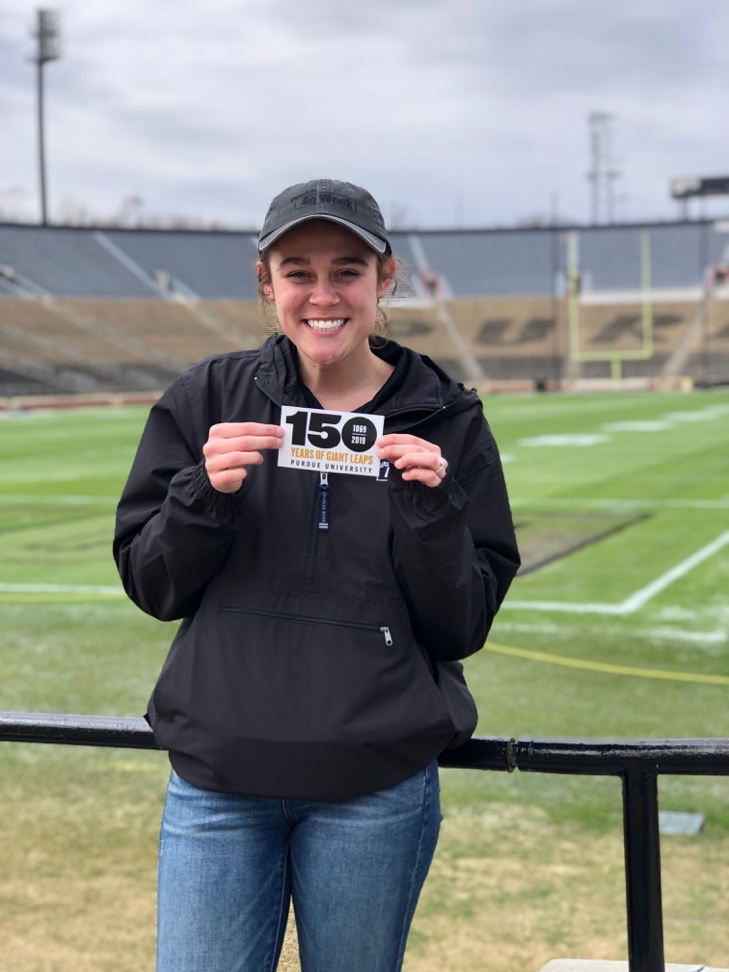 150
1869
2019
YEARS OF GIANT LEAPS
PURDUE UNIVERSITY